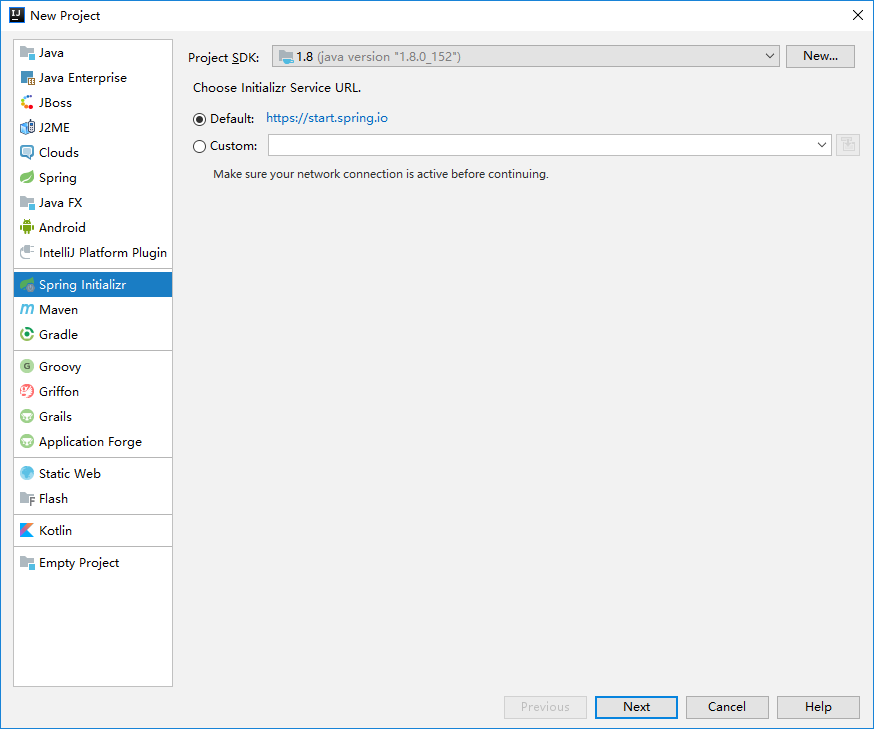 New Project
Java
Java Enterprise
JBoss
J2ME
Clouds
Spring
Java FX
Android
IntelliJ Platform Plugin
Spring Initializr
Maven
Gradle
Groovy
Griffon
Grails
Application Forge
Static Web
Flash
Kotlin
Empty Project
Project SDK: 1.8 (java version "1.8.0_152") New...
Choose Initializr Service URL.
Default: https://start.spring.io
Custom:
Make sure your network connection is active before continuing.
Previous Next Cancel Help